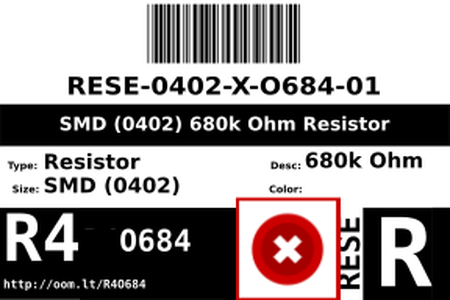 RESE-0402-X-O684-01
SMD (0402) 680k Ohm Resistor
Type: Resistor
Desc: 680k Ohm
Size: SMD (0402)
Color:
R4 0684
RESE
R
http://oom.lt/R40684